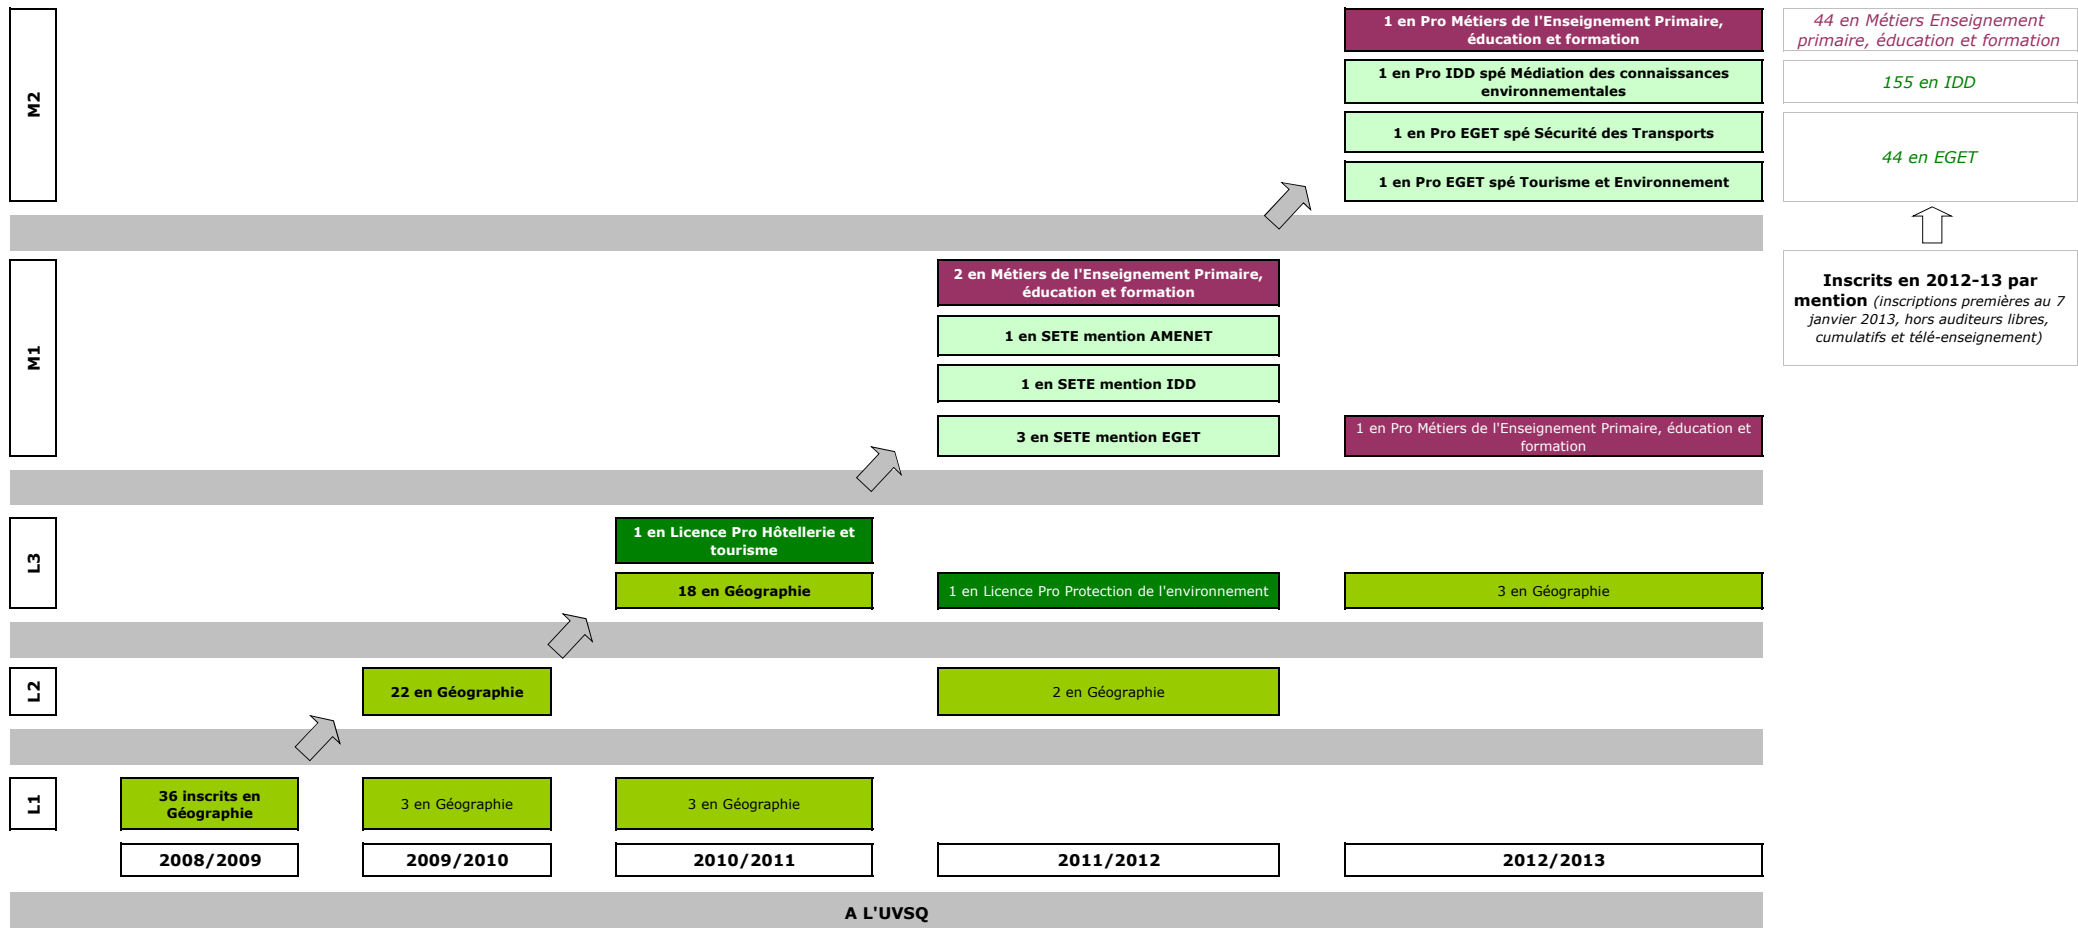 M2
1 en Pro Métiers de l'Enseignement Primaire,
éducation et formation
44 en Métiers Enseignement
primaire, éducation et formation
1 en Pro IDD spé Médiation des connaissances
environnementales
155 en IDD
1 en Pro EGET spé Sécurité des Transports
1 en Pro EGET spé Tourisme et Environnement
44 en EGET
M1
2 en Métiers de l'Enseignement Primaire,
éducation et formation
1 en SETE mention AMENET
1 en SETE mention IDD
3 en SETE mention EGET
1 en Pro Métiers de l'Enseignement Primaire, éducation et
formation
Inscrits en 2012-13 par
mention (inscriptions premières au 7
janvier 2013, hors auditeurs libres,
cumulatifs et télé-enseignement)
L3
1 en Licence Pro Hôtellerie et
tourisme
18 en Géographie
1 en Licence Pro Protection de l'environnement
3 en Géographie
L2
22 en Géographie
2 en Géographie
L1
36 inscrits en
Géographie
3 en Géographie
3 en Géographie
2008/2009
2009/2010
2010/2011
2011/2012
2012/2013
A L'UVSQ